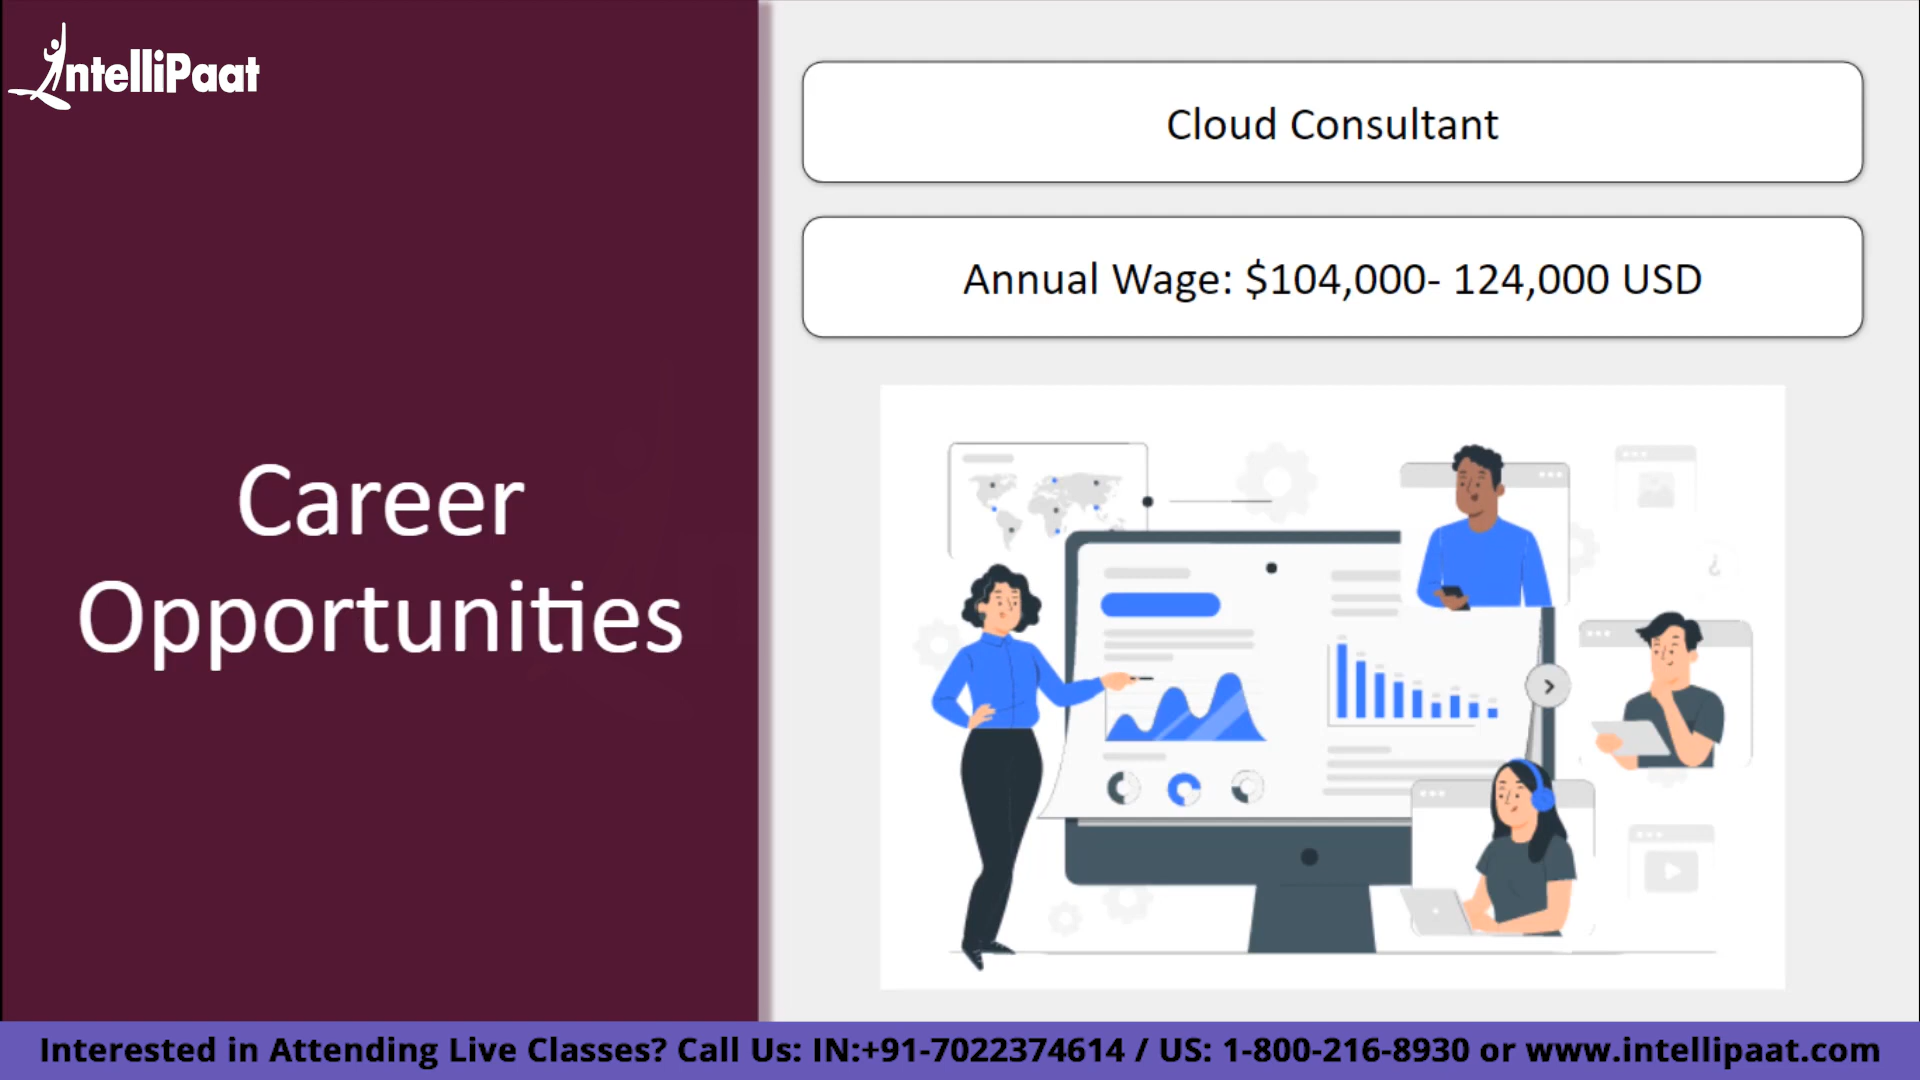 IntelliPaat
Cloud Consultant
Annual Wage: $104,000- 124,000 USD
Career
Opportunities
Interested in Attending Live Classes? Call Us: IN:+91-7022374614 / US: 1-800-216-8930 or www.intellipaat.com